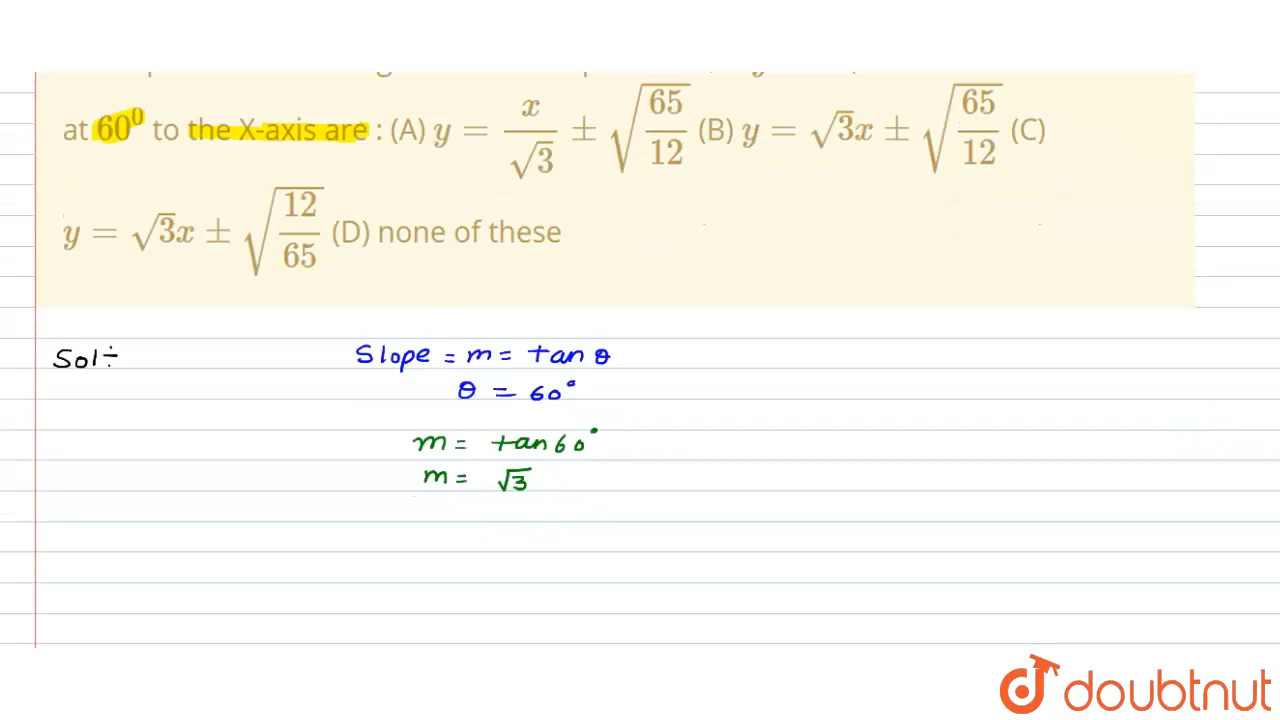 at 60⁰ to the X-axis are : (A) y = x/√3 ± √(65/12) (B) y = √3x ± √(65/12) (C)
y = √3x ± √(12/65) (D) none of these
Sol÷
Slope = m = tan θ
θ = 60°
m = tan 60°
m = √3
doubtnut